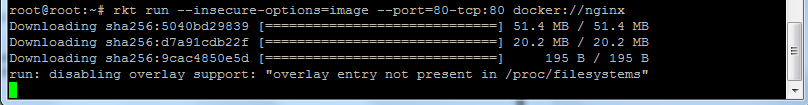 root@root:~# rkt run --insecure-options=image --port=80-tcp:80 docker://nginx
Downloading sha256:5040bd29839 [=============================] 51.4 MB / 51.4 MB
Downloading sha256:d7a91cdb22f [=============================] 20.2 MB / 20.2 MB
Downloading sha256:9cac4850e5d [=============================]     195 B / 195 B
run: disabling overlay support: "overlay entry not present in /proc/filesystems"